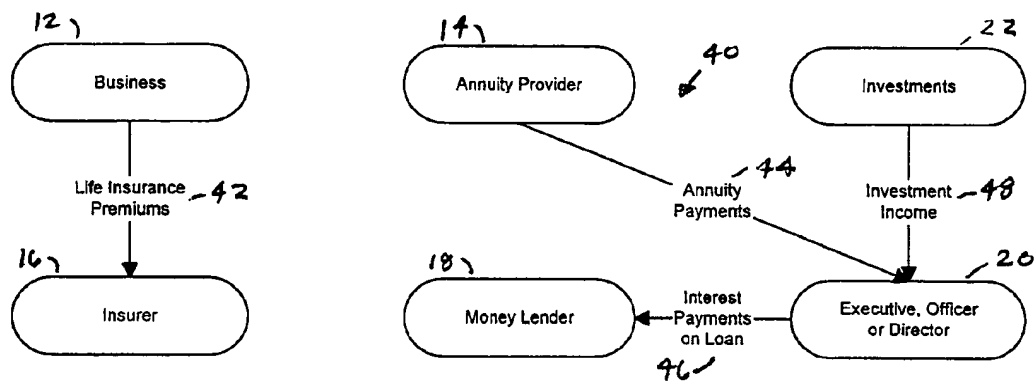 12
14
22
40
Business
Annuity Provider
Investments
Life Insurance
Premiums
42
Annuity
Payments
44
Investment
Income
48
16
18
20
Insurer
Money Lender
Interest
Payments
on Loan
46
Executive, Officer
or Director